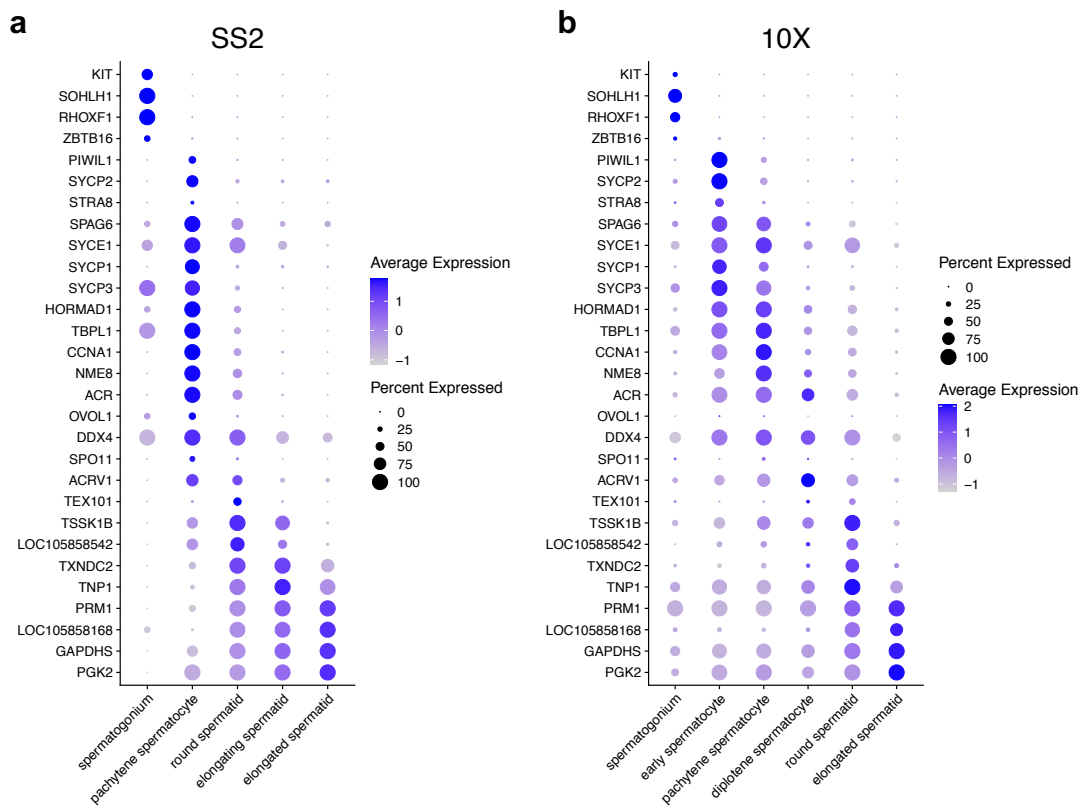 a
SS2
KIT
SOHLH1
RHOXF1
ZBTB16
PIWIL1
SYCP2
STRA8
SPAG6
SYCE1
SYCP1
SYCP3
HORMAD1
TBPL1
CCNA1
NME8
ACR
OVOL1
DDX4
SPO11
ACRV1
TEX101
TSSK1B
LOC105858542
TXNDC2
TNP1
PRM1
LOC105858168
GAPDHS
PGK2
spermatogonium
pachytene spermatocyte
round spermatid
elongating spermatid
elongated spermatid
Average Expression
1
0
−1
Percent Expressed
0
25
50
75
100
b
10X
KIT
SOHLH1
RHOXF1
ZBTB16
PIWIL1
SYCP2
STRA8
SPAG6
SYCE1
SYCP1
SYCP3
HORMAD1
TBPL1
CCNA1
NME8
ACR
OVOL1
DDX4
SPO11
ACRV1
TEX101
TSSK1B
LOC105858542
TXNDC2
TNP1
PRM1
LOC105858168
GAPDHS
PGK2
spermatogonium
early spermatocyte
pachytene spermatocyte
diplotene spermatocyte
round spermatid
elongated spermatid
Percent Expressed
0
25
50
75
100
Average Expression
2
1
0
−1